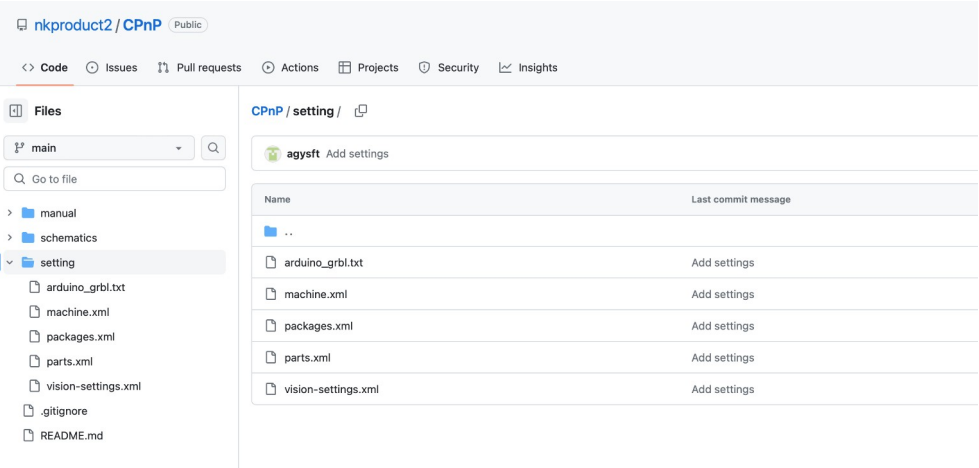 nkproduct2 / CPnP Public
Code Issues Pull requests Actions Projects Security Insights
Files
main
Go to file
manual
schematics
setting
arduino_grbl.txt
machine.xml
packages.xml
parts.xml
vision-settings.xml
.gitignore
README.md
CPnP / setting /
agysft Add settings
Name Last commit message
..
arduino_grbl.txt Add settings
machine.xml Add settings
packages.xml Add settings
parts.xml Add settings
vision-settings.xml Add settings